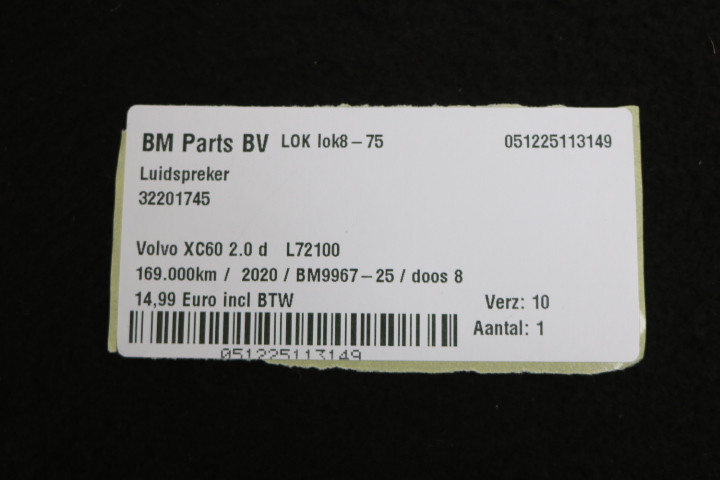 BM Parts BV LOK lok8-75 051225113149
Luidspreker
32201745
Volvo XC60 2.0 d L72100
169.000km / 2020 / BM9967-25 / doos 8
14,99 Euro incl BTW Verz: 10
Aantal: 1
051225113149